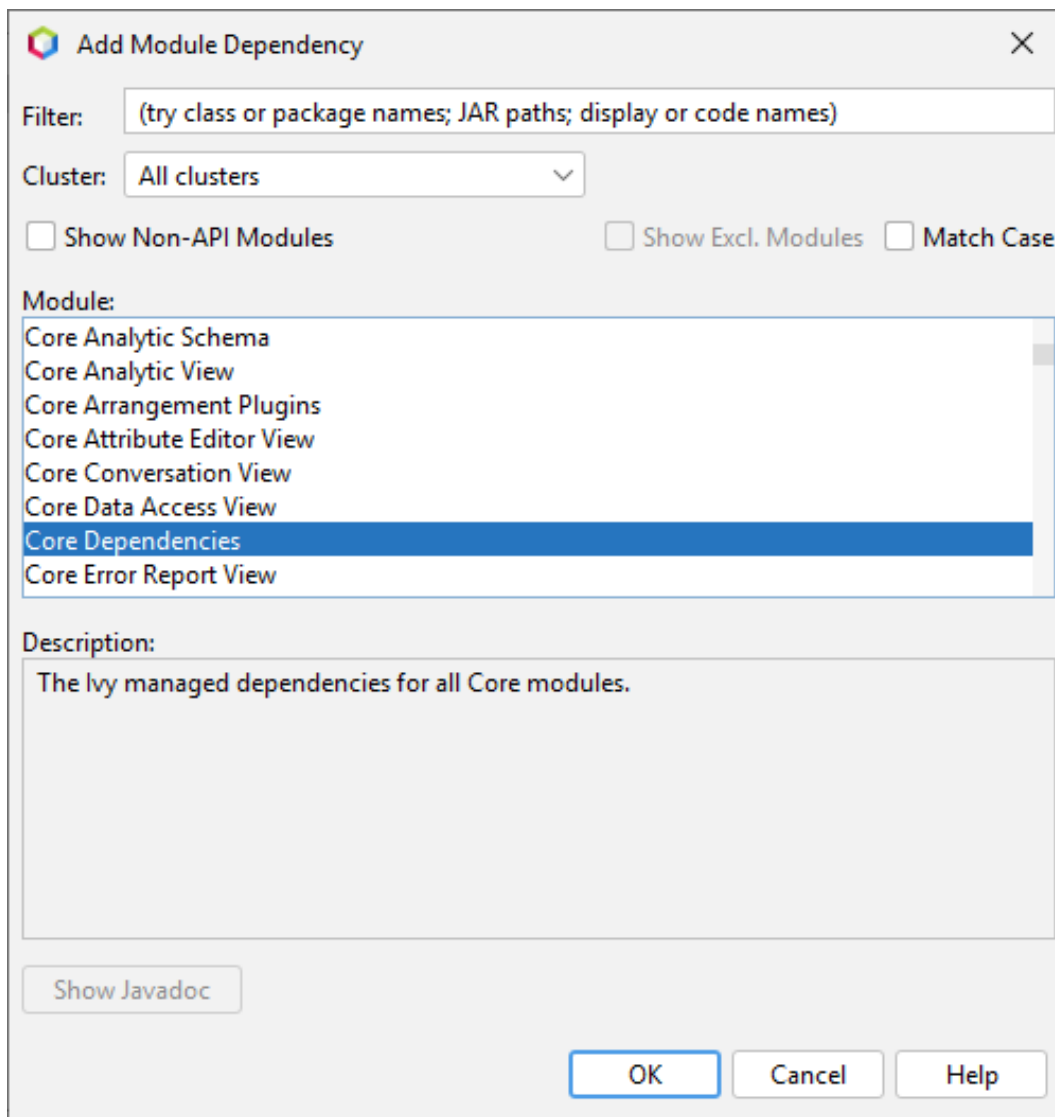 Add Module Dependency
Filter: (try class or package names; JAR paths; display or code names)
Cluster: All clusters
Show Non-API Modules Show Excl. Modules Match Case
Module:
Core Analytic Schema
Core Analytic View
Core Arrangement Plugins
Core Attribute Editor View
Core Conversation View
Core Data Access View
Core Dependencies
Core Error Report View
Description:
The Ivy managed dependencies for all Core modules.
Show Javadoc
OK Cancel Help